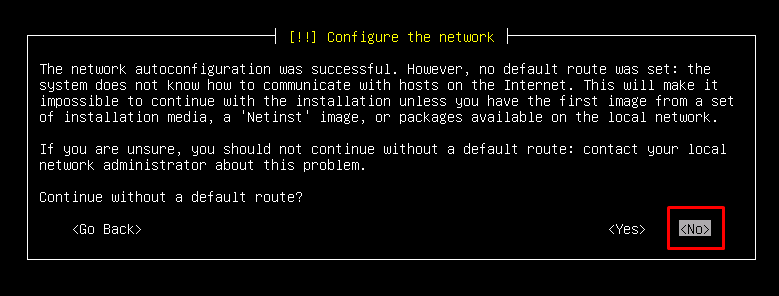 [!!] Configure the network
The network autoconfiguration was successful. However, no default route was set: the
system does not know how to communicate with hosts on the Internet. This will make it
impossible to continue with the installation unless you have the first image from a set
of installation media, a 'Netinst' image, or packages available on the local network.
If you are unsure, you should not continue without a default route: contact your local
network administrator about this problem.
Continue without a default route?
<Go Back> <Yes> <No>